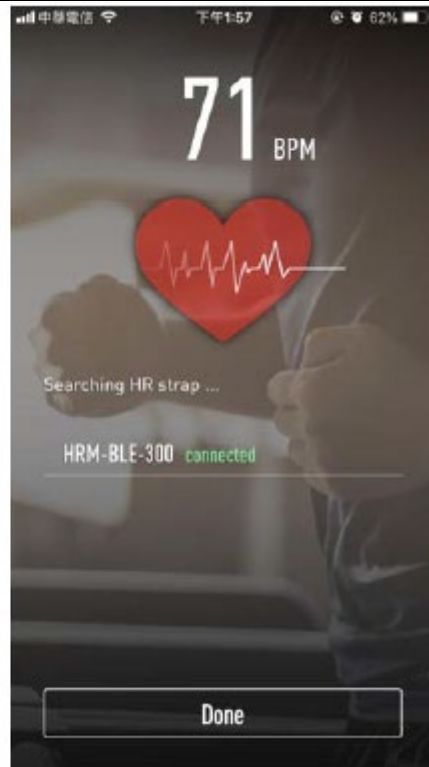 中華電信 下午1:57 62%
71 BPM
Searching HR strap ...
HRM-BLE-300 connected
Done